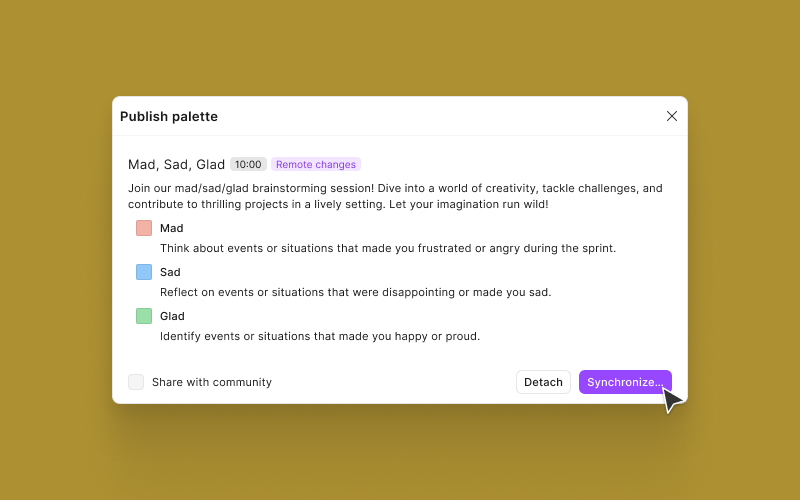 Publish palette
Mad, Sad, Glad 10:00 Remote changes
Join our mad/sad/glad brainstorming session! Dive into a world of creativity, tackle challenges, and
contribute to thrilling projects in a lively setting. Let your imagination run wild!
Mad
Think about events or situations that made you frustrated or angry during the sprint.
Sad
Reflect on events or situations that were disappointing or made you sad.
Glad
Identify events or situations that made you happy or proud.
Share with community Detach Synchronize...